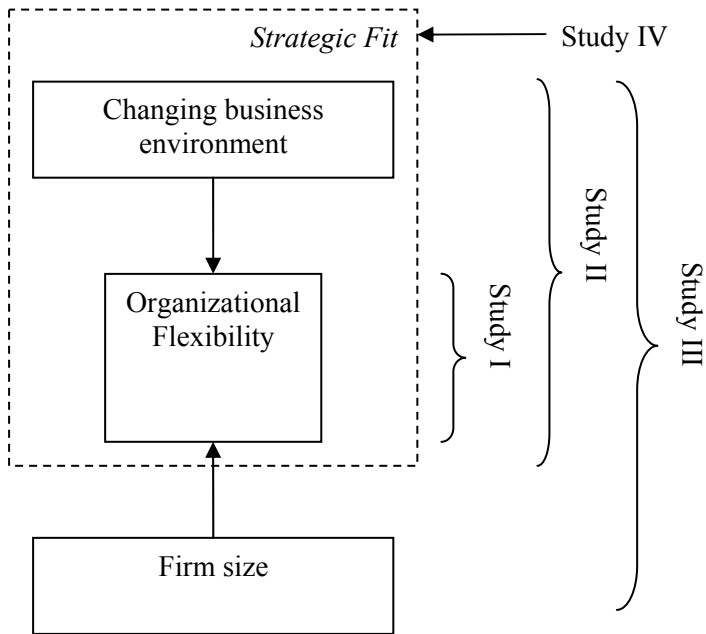 Strategic Fit
Study IV
Changing business
environment
Organizational
Flexibility
Study I
Study II
Study III
Firm size